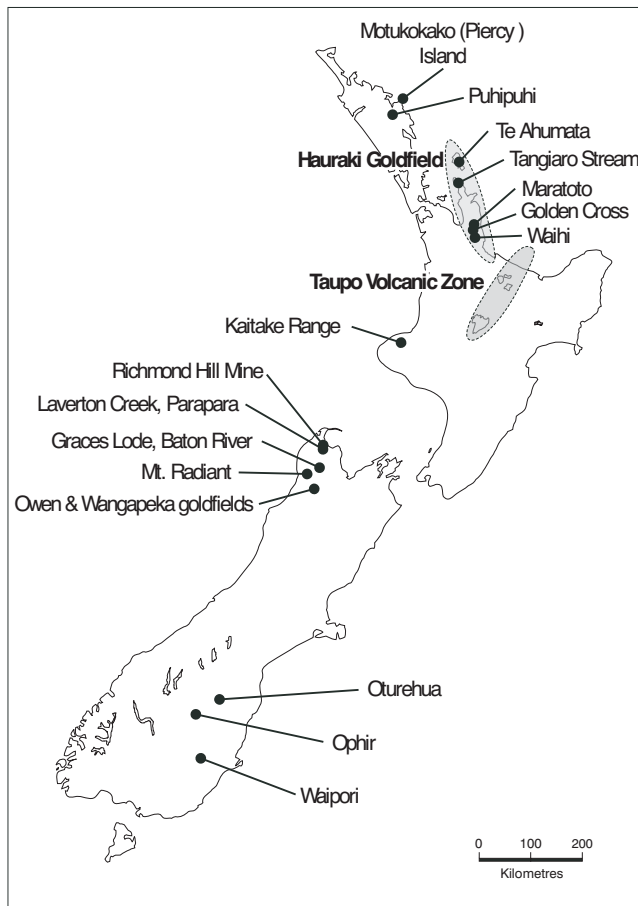 Motukokako (Piercy )
Island
Puhipuhi
Te Ahumata
Hauraki Goldfield
Tangiaro Stream
Maratoto
Golden Cross
Waihi
Taupo Volcanic Zone
Kaitake Range
Richmond Hill Mine
Laverton Creek, Parapara
Graces Lode, Baton River
Mt. Radiant
Owen & Wangapeka goldfields
Oturehua
Ophir
Waipori
0 100 200
Kilometres